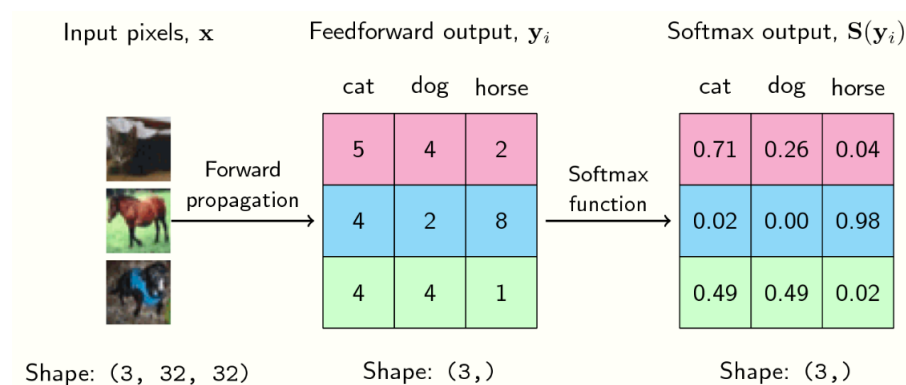 Input pixels, x
Feedforward output, yᵢ
Softmax output, S(yᵢ)
cat dog horse
cat dog horse
5 4 2
0.71 0.26 0.04
Forward propagation
Softmax function
4 2 8
0.02 0.00 0.98
4 4 1
0.49 0.49 0.02
Shape: (3, 32, 32)
Shape: (3,)
Shape: (3,)